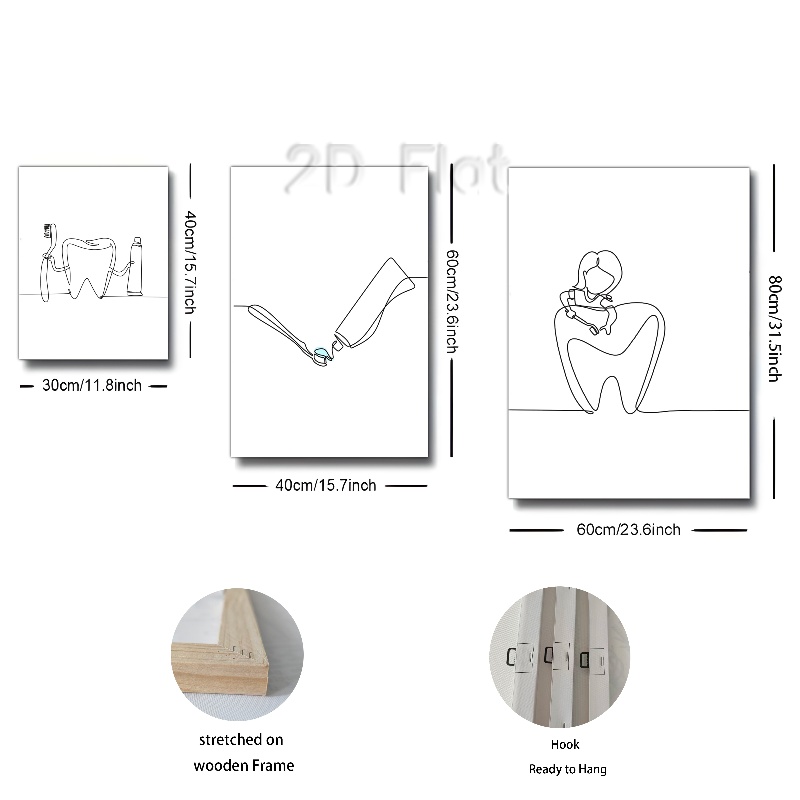 2D Flat
40cm/15.7inch
30cm/11.8inch
60cm/23.6inch
40cm/15.7inch
80cm/31.5inch
60cm/23.6inch
stretched on
wooden Frame
Hook
Ready to Hang